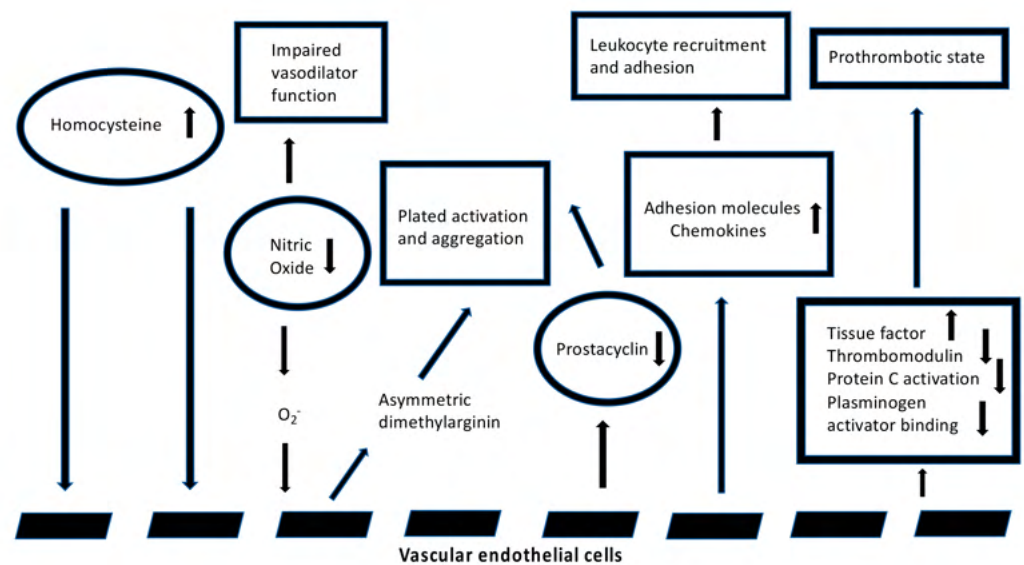 Homocysteine
Impaired
vasodilator
function
Leukocyte recruitment
and adhesion
Prothrombotic state
Nitric
Oxide
Plated activation
and aggregation
Adhesion molecules
Chemokines
Prostacyclin
Tissue factor
Thrombomodulin
Protein C activation
Plasminogen
activator binding
O₂⁻
Asymmetric
dimethylarginin
Vascular endothelial cells